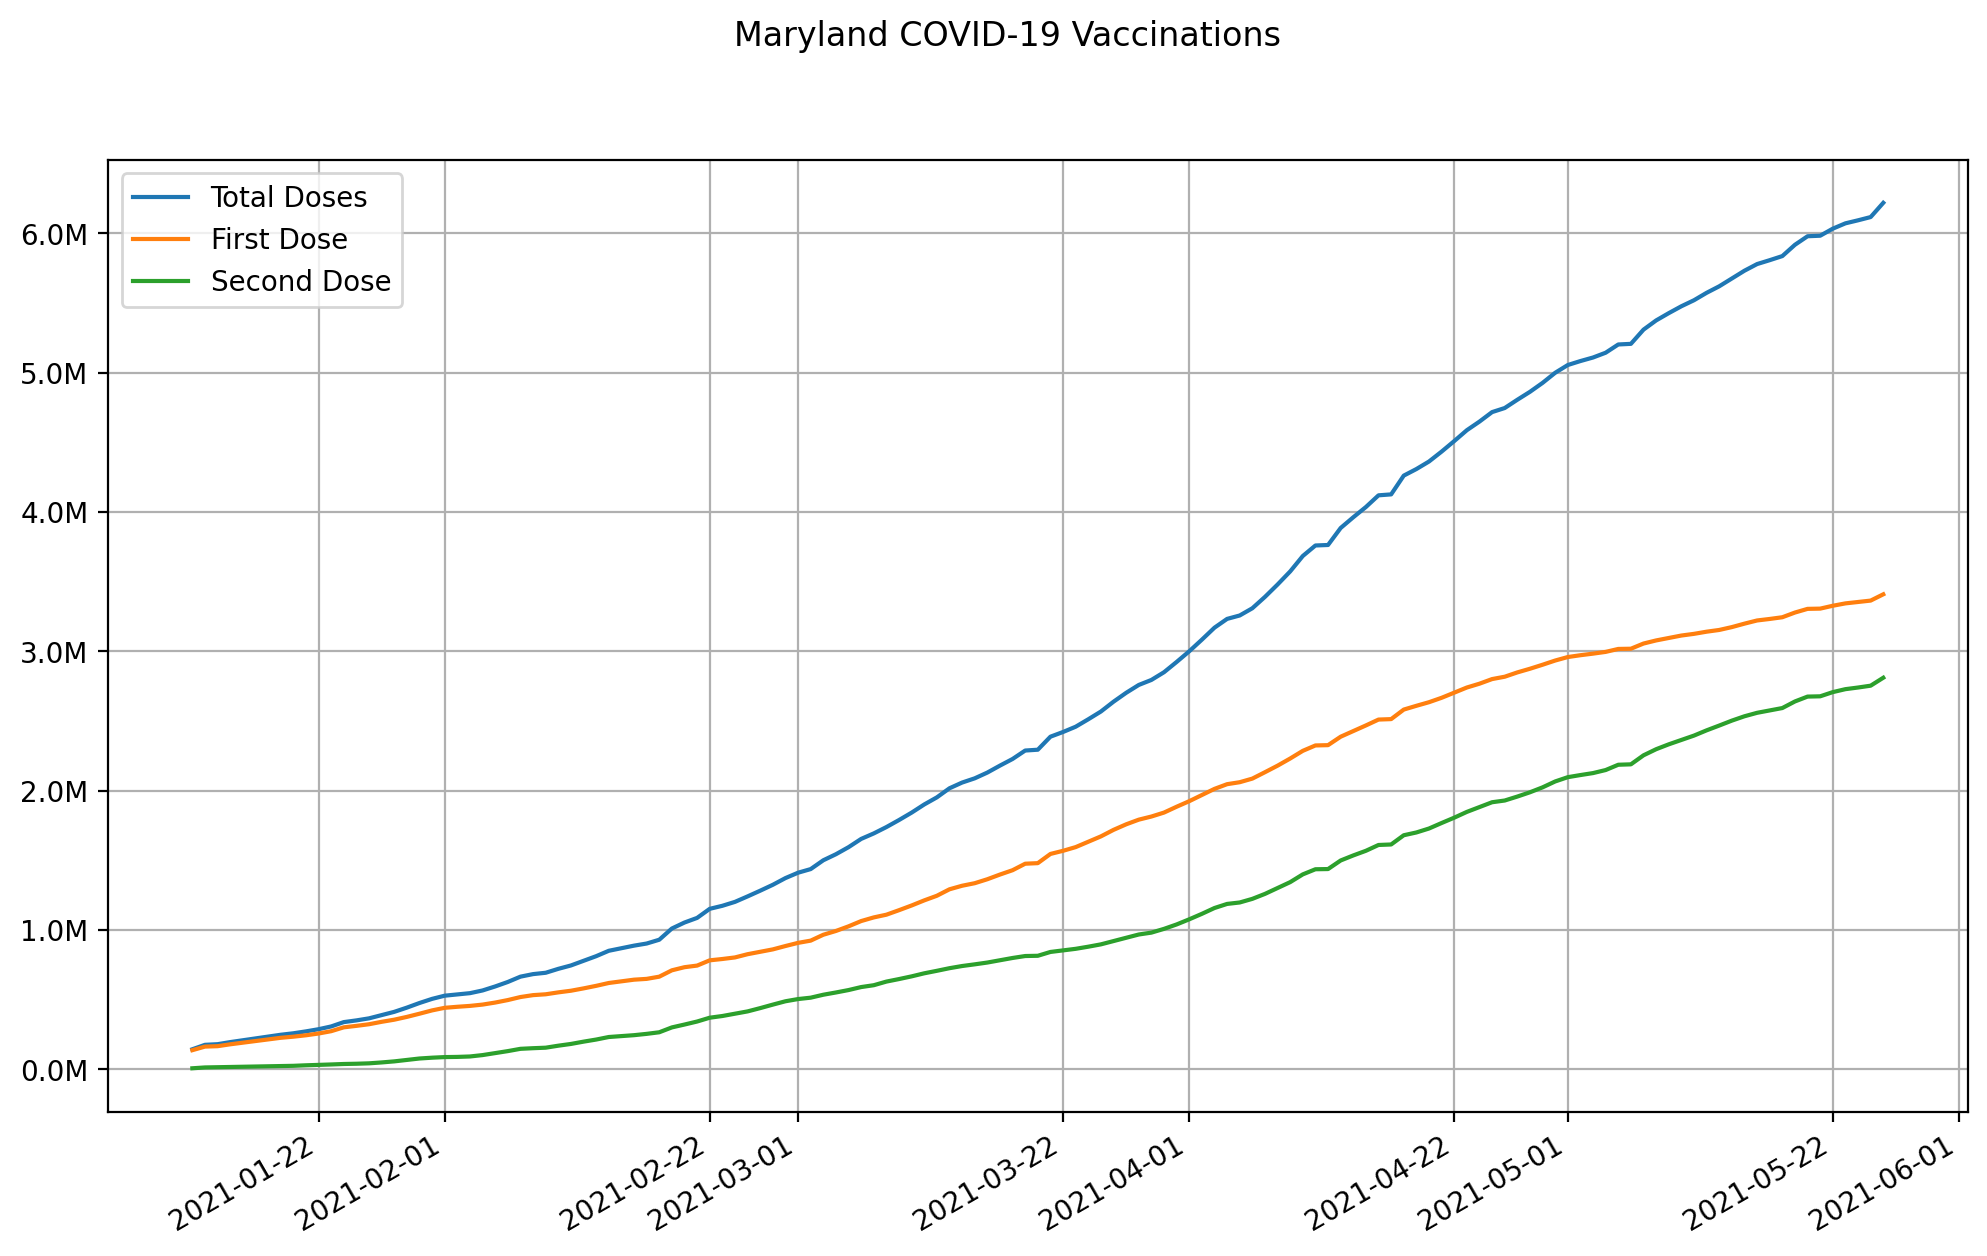 Maryland COVID-19 Vaccinations
Total Doses
First Dose
Second Dose
6.0M
5.0M
4.0M
3.0M
2.0M
1.0M
0.0M
2021-01-22
2021-02-01
2021-02-22
2021-03-01
2021-03-22
2021-04-01
2021-04-22
2021-05-01
2021-05-22
2021-06-01